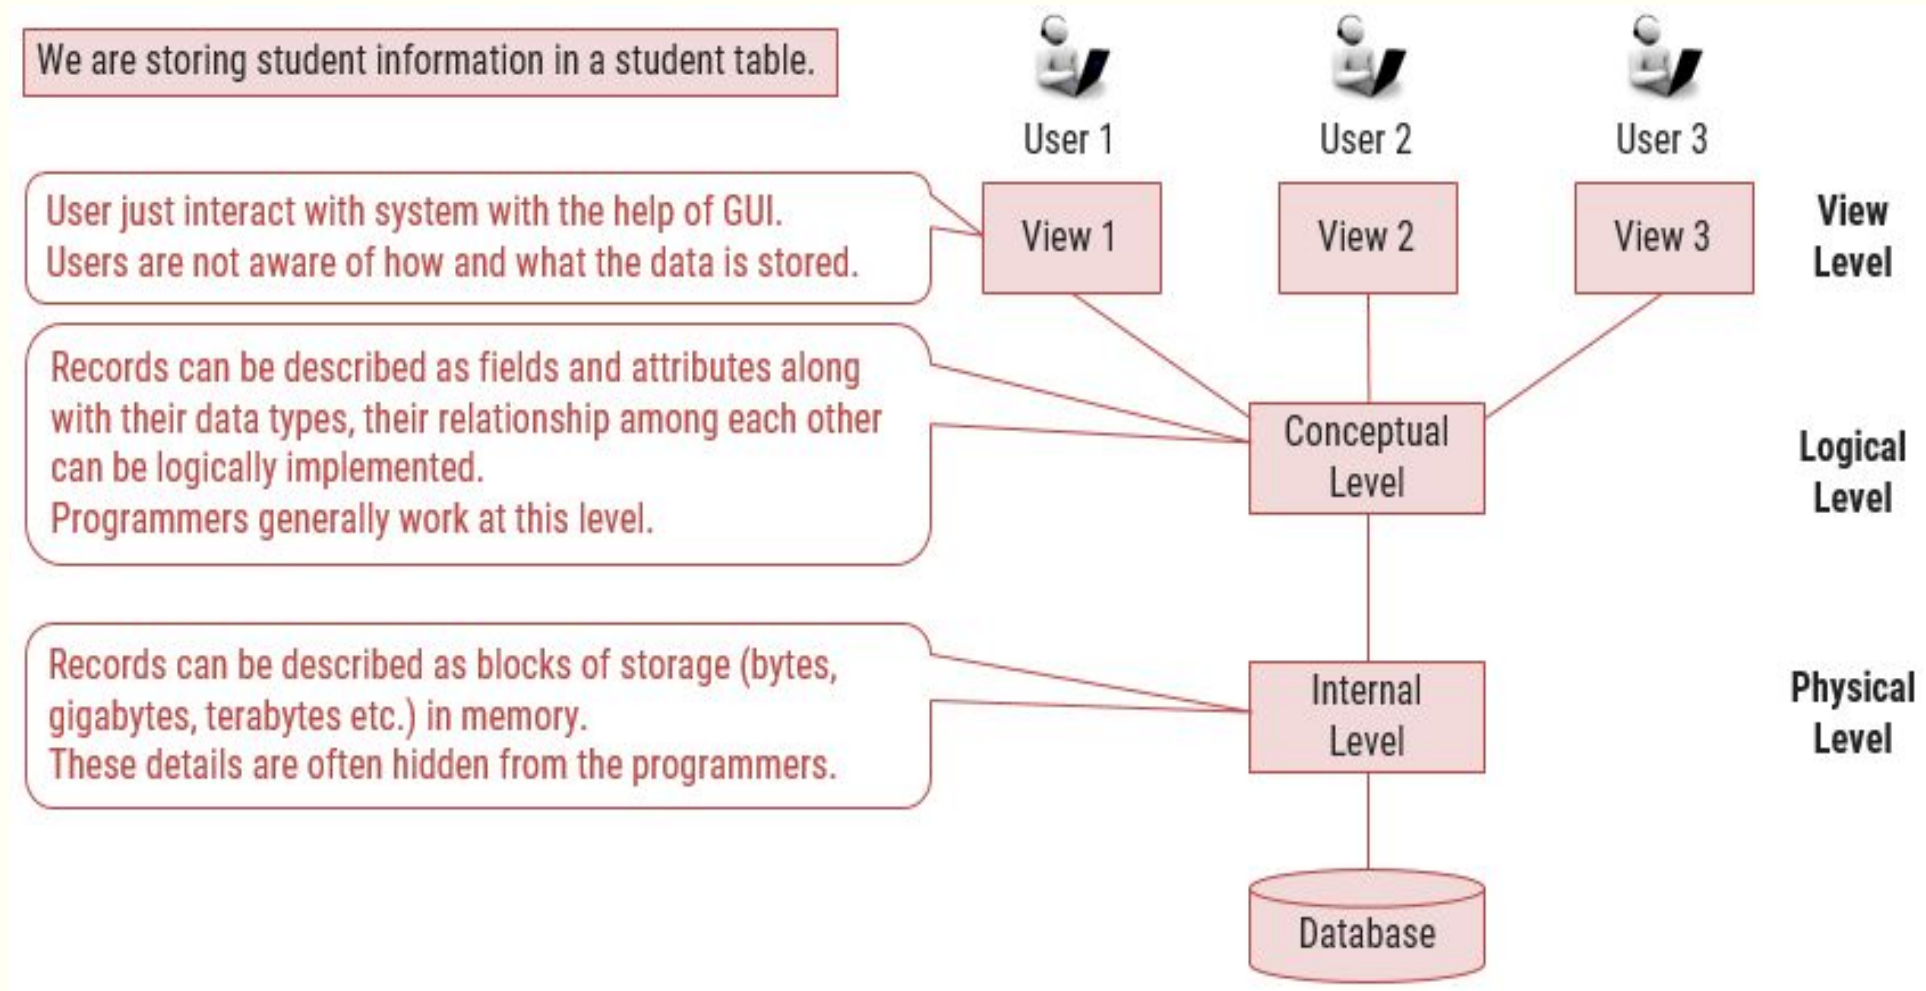 We are storing student information in a student table.
User 1
User 2
User 3
User just interact with system with the help of GUI.
Users are not aware of how and what the data is stored.
View 1
View 2
View 3
View
Level
Records can be described as fields and attributes along
with their data types, their relationship among each other
can be logically implemented.
Programmers generally work at this level.
Conceptual
Level
Logical
Level
Records can be described as blocks of storage (bytes,
gigabytes, terabytes etc.) in memory.
These details are often hidden from the programmers.
Internal
Level
Physical
Level
Database